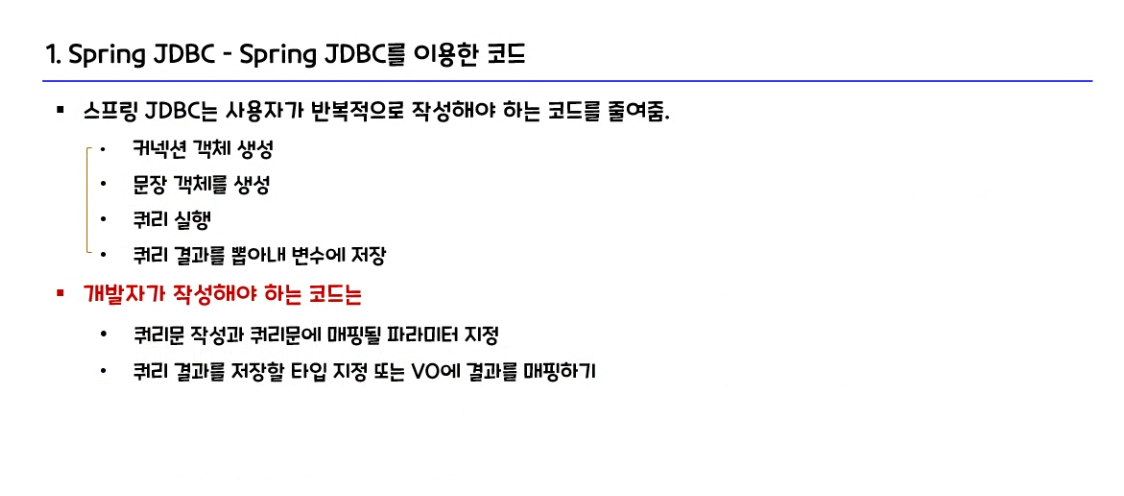 1. Spring JDBC - Spring JDBC를 이용한 코드
▪ 스프링 JDBC는 사용자가 반복적으로 작성해야 하는 코드를 줄여줌.
• 커넥션 객체 생성
• 문장 객체를 생성
• 쿼리 실행
• 쿼리 결과를 뽑아내 변수에 저장
▪ 개발자가 작성해야 하는 코드는
• 쿼리문 작성과 쿼리문에 매핑될 파라미터 지정
• 쿼리 결과를 저장할 타입 지정 또는 VO에 결과를 매핑하기